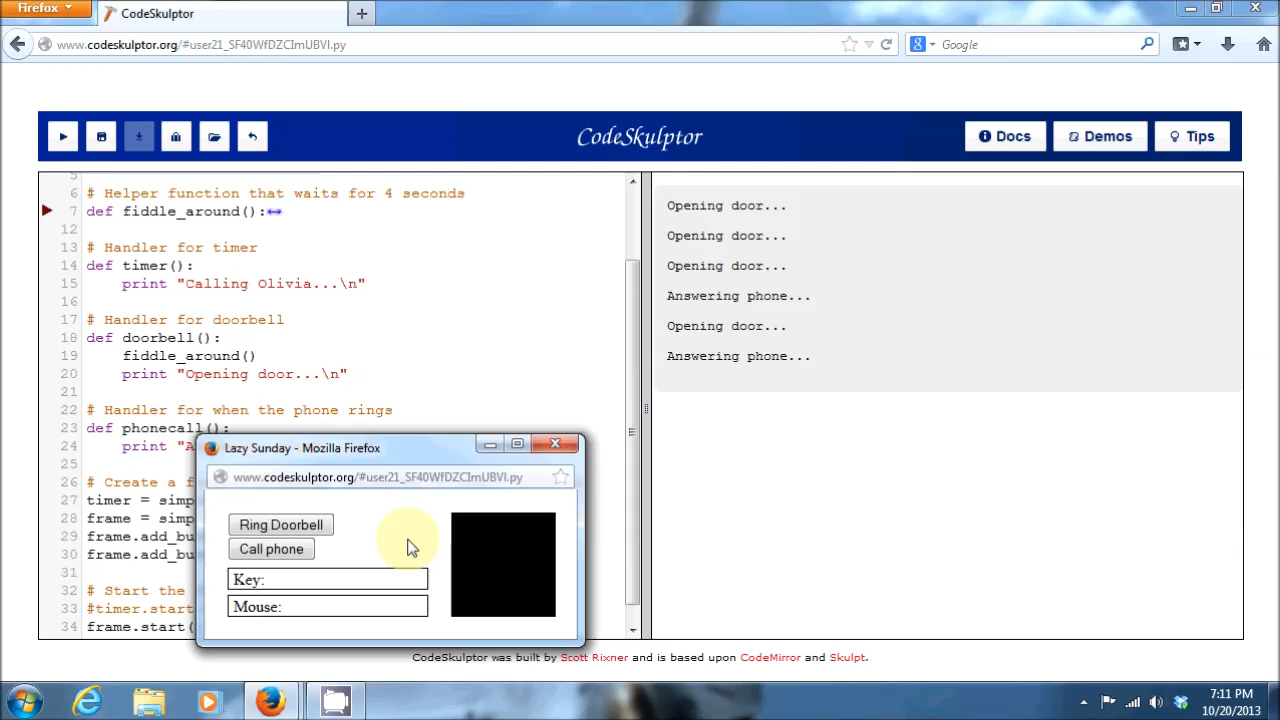 Firefox
CodeSkulptor
www.codeskulptor.org/#user21_SF40WfDZCImUBVI.py
Google
CodeSkulptor
Docs
Demos
Tips
6 # Helper function that waits for 4 seconds
7 def fiddle_around():
12
13 # Handler for timer
14 def timer():
15 print "Calling Olivia...\n"
16
17 # Handler for doorbell
18 def doorbell():
19 fiddle_around()
20 print "Opening door...\n"
21
22 # Handler for when the phone rings
23 def phonecall():
24 print "A
25
26 # Create a f
27 timer = simp
28 frame = simp
29 frame.add_bu
30 frame.add_bu
31
32 # Start the
33 #timer.start
34 frame.start(
Opening door...
Opening door...
Opening door...
Answering phone...
Opening door...
Answering phone...
Lazy Sunday - Mozilla Firefox
www.codeskulptor.org/#user21_SF40WfDZCImUBVI.py
Ring Doorbell
Call phone
Key:
Mouse:
CodeSkulptor was built by Scott Rixner and is based upon CodeMirror and Skulpt.
7:11 PM
10/20/2013